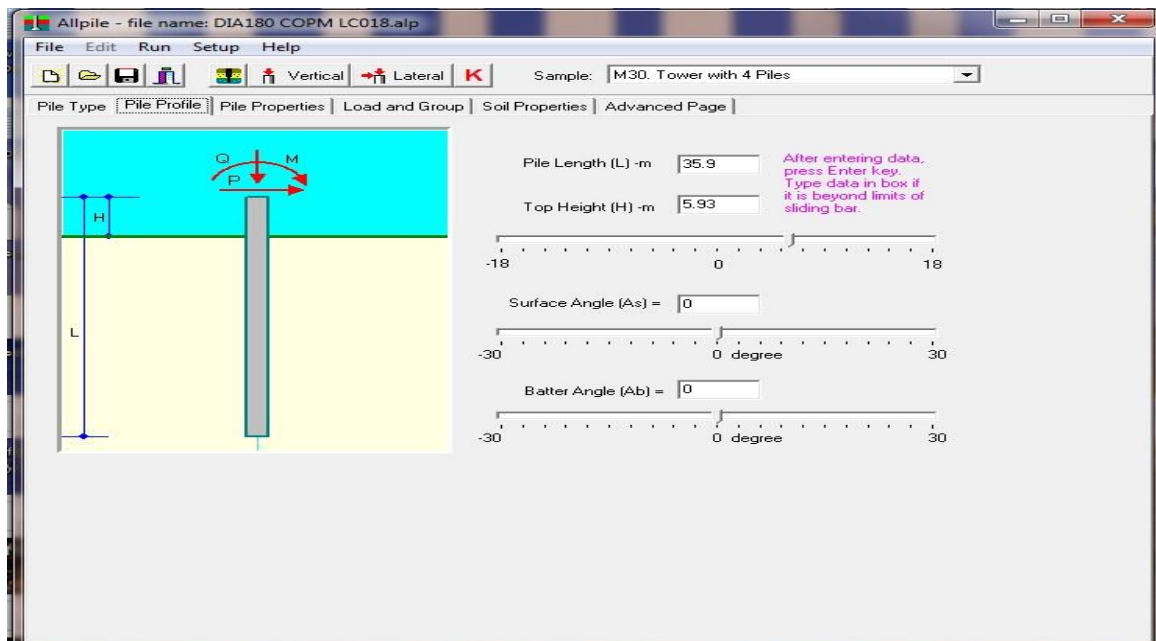 Allpile - file name: DIA180 COPM LC018.alp
File Edit Run Setup Help
Vertical Lateral K Sample: M30. Tower with 4 Piles
Pile Type Pile Profile Pile Properties Load and Group Soil Properties Advanced Page
Q M
P
H
L
Pile Length (L) -m 35.9
After entering data,
press Enter key.
Type data in box if
it is beyond limits of
sliding bar.
Top Height (H) -m 5.93
-18 0 18
Surface Angle (As) = 0
-30 0 degree 30
Batter Angle (Ab) = 0
-30 0 degree 30